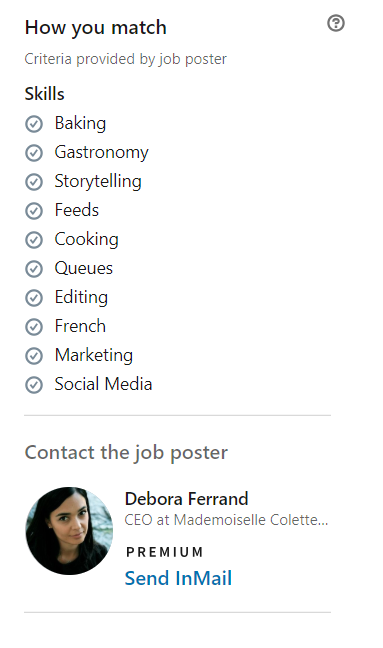 How you match
Criteria provided by job poster
Skills
Baking
Gastronomy
Storytelling
Feeds
Cooking
Queues
Editing
French
Marketing
Social Media
Contact the job poster
Debora Ferrand
CEO at Mademoiselle Colette...
PREMIUM
Send InMail